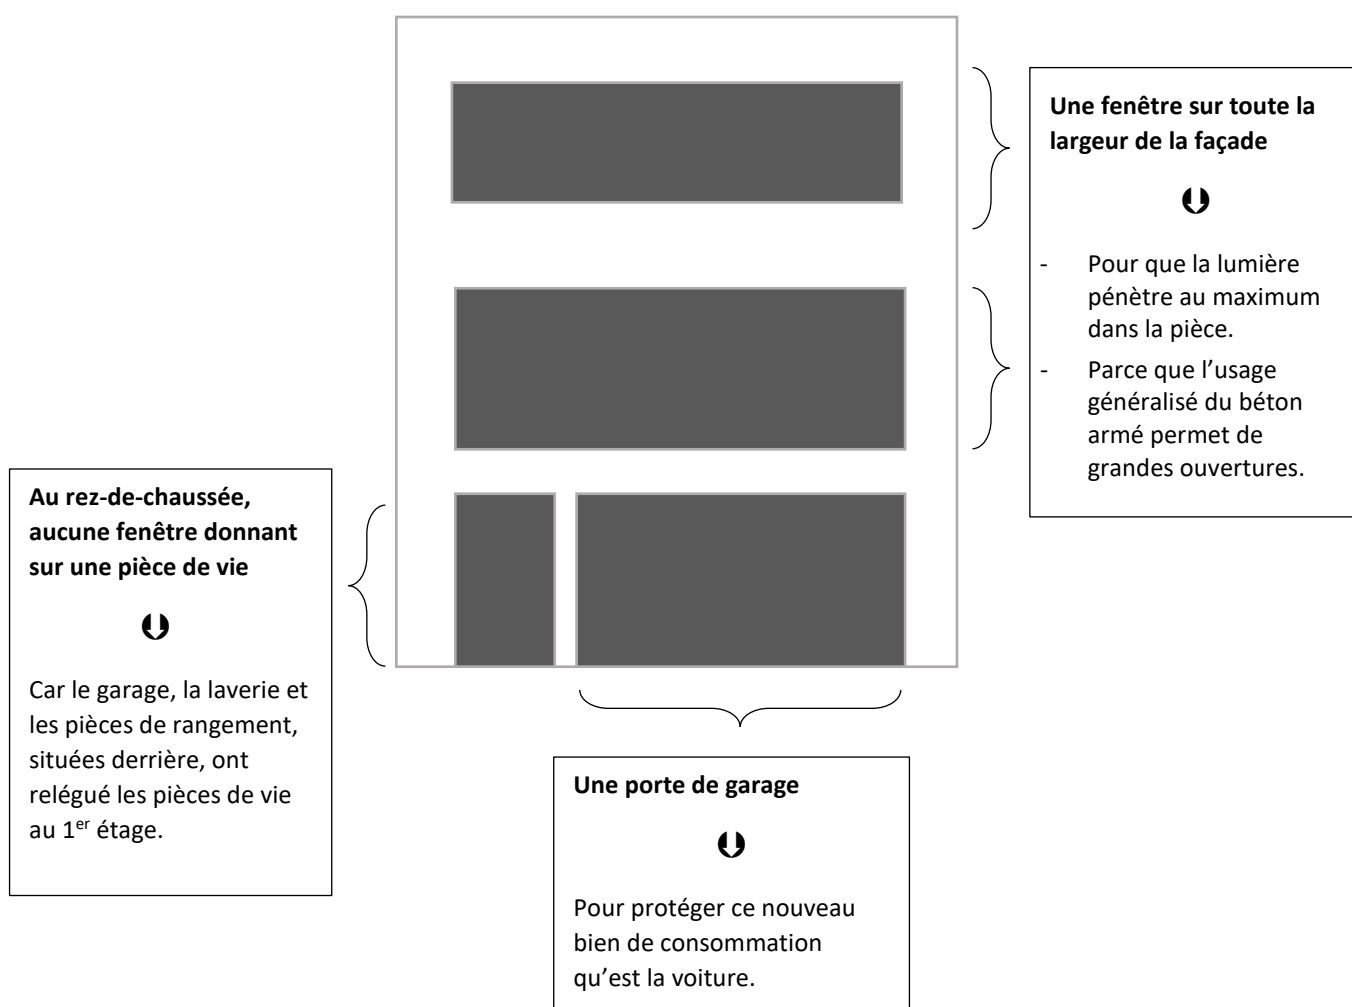 Une fenêtre sur toute la
largeur de la façade
- Pour que la lumière
pénètre au maximum
dans la pièce.
- Parce que l’usage
généralisé du béton
armé permet de
grandes ouvertures.
Au rez-de-chaussée,
aucune fenêtre donnant
sur une pièce de vie
Car le garage, la laverie et
les pièces de rangement,
situées derrière, ont
relégué les pièces de vie
au 1er étage.
Une porte de garage
Pour protéger ce nouveau
bien de consommation
qu’est la voiture.